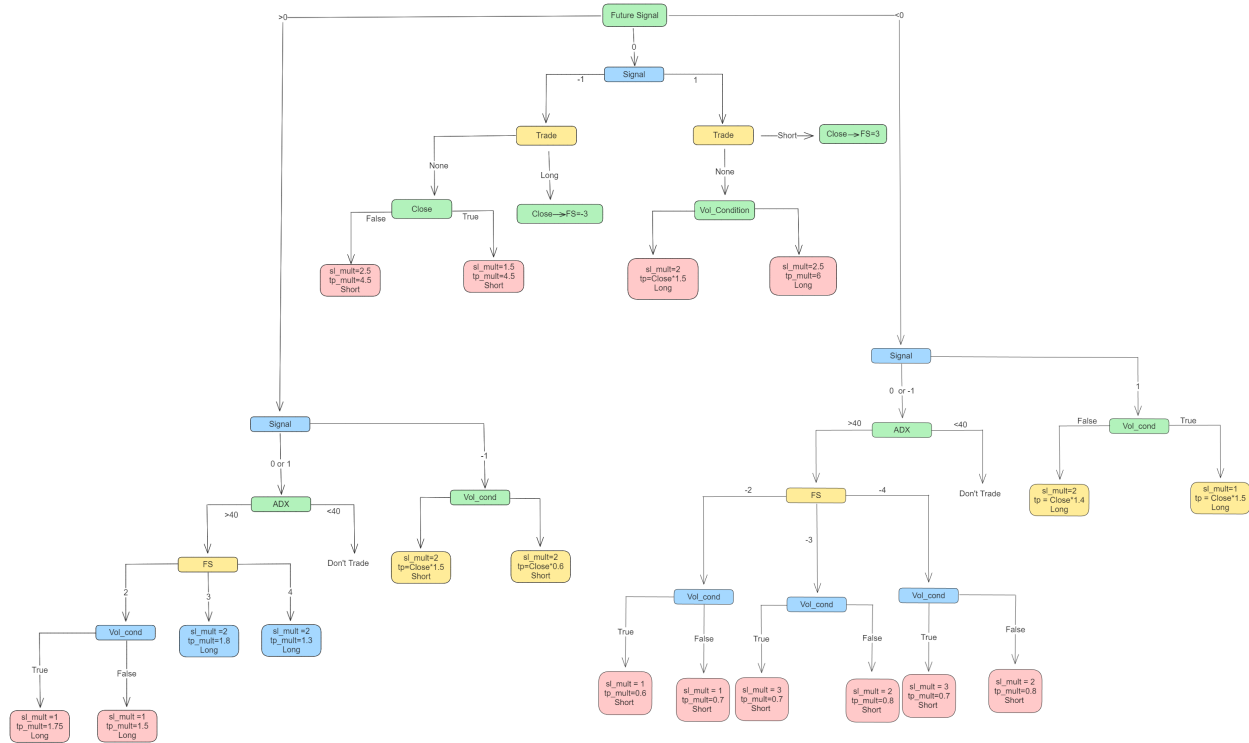 Future Signal
>0
<0
0
Signal
-1
1
Trade
Trade
Short
Close→FS=3
None
Long
None
Close
Close→FS=-3
Vol_Condition
False
True
sl_mult=2.5
tp_mult=4.5
Short
sl_mult=1.5
tp_mult=4.5
Short
sl_mult=2
tp=Close*1.5
Long
sl_mult=2.5
tp_mult=6
Long
Signal
0 or -1
1
ADX
>40
<40
Don't Trade
Vol_cond
False
True
sl_mult=2
tp = Close*1.4
Long
sl_mult=1
tp = Close*1.5
Long
FS
-2
-3
-4
Vol_cond
Vol_cond
Vol_cond
True
False
True
False
True
False
sl_mult = 1
tp_mult=0.6
Short
sl_mult = 1
tp_mult=0.7
Short
sl_mult = 3
tp_mult=0.7
Short
sl_mult = 2
tp_mult=0.8
Short
sl_mult = 3
tp_mult=0.7
Short
sl_mult = 2
tp_mult=0.8
Short
Signal
0 or 1
-1
ADX
>40
<40
Don't Trade
Vol_cond
sl_mult=2
tp=Close*1.5
Short
sl_mult=2
tp=Close*0.6
Short
FS
2
3
4
Vol_cond
sl_mult =2
tp_mult=1.8
Long
sl_mult =2
tp_mult=1.3
Long
True
False
sl_mult =1
tp_mult=1.75
Long
sl_mult =1
tp_mult=1.5
Long